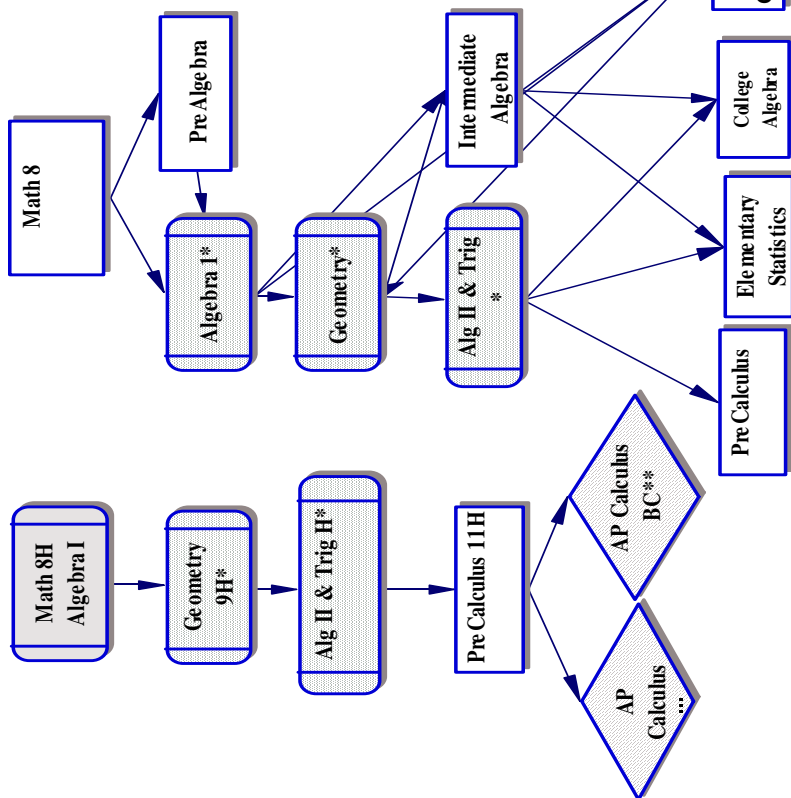 Math 8
Pre Algebra
Algebra 1*
Geometry*
Intermediate
Algebra
Alg II & Trig
*
College
Algebra
Elementary
Statistics
Pre Calculus
Math 8H
Algebra I
Geometry
9H*
Alg II & Trig H*
Pre Calculus 11H
AP Calculus
BC**
AP
Calculus
...